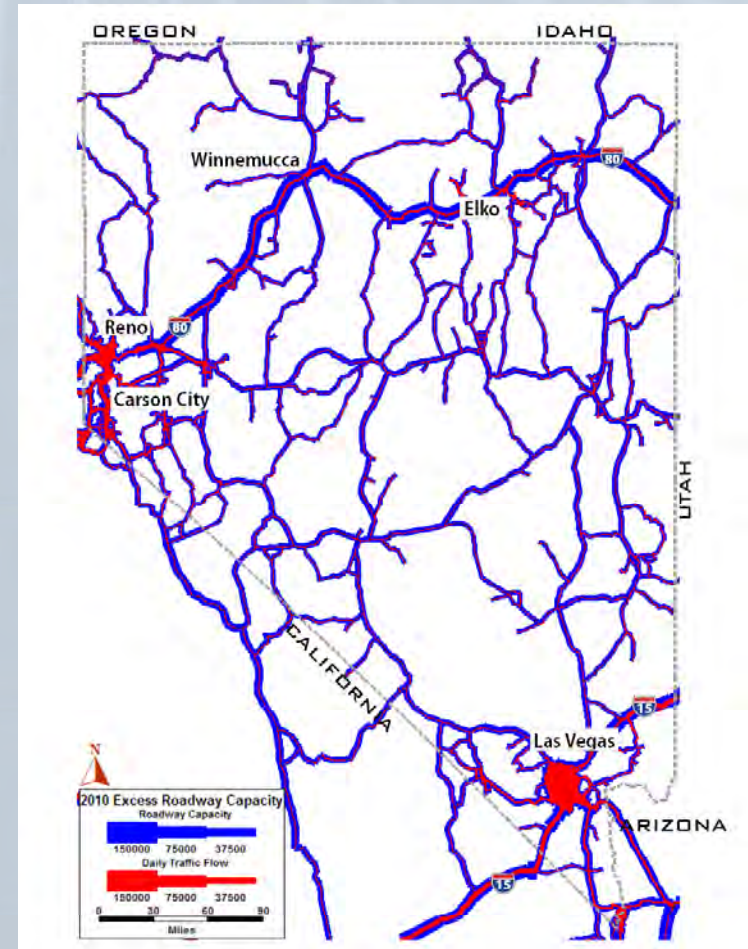 OREGON
IDAHO
Winnemucca
80
Elko
Reno
80
Carson City
UTAH
CALIFORNIA
15
Las Vegas
N
ARIZONA
2010 Excess Roadway Capacity
Roadway Capacity
150000 75000 37500
Daily Traffic Flow
150000 75000 37500
0 30 60 90
Miles
15